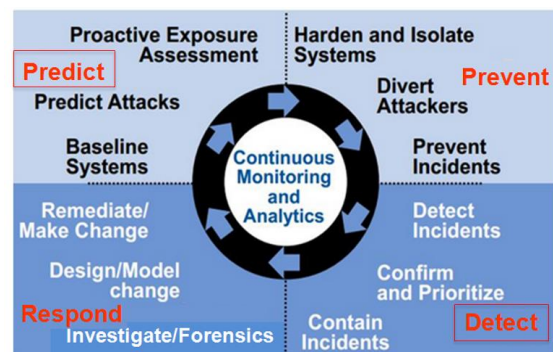 Proactive Exposure
Assessment
Predict
Predict Attacks
Baseline
Systems
Harden and Isolate
Systems
Prevent
Divert
Attackers
Prevent
Incidents
Continuous
Monitoring
and
Analytics
Remediate/
Make Change
Design/Model
change
Respond
Investigate/Forensics
Detect
Incidents
Confirm
and Prioritize
Detect
Contain
Incidents